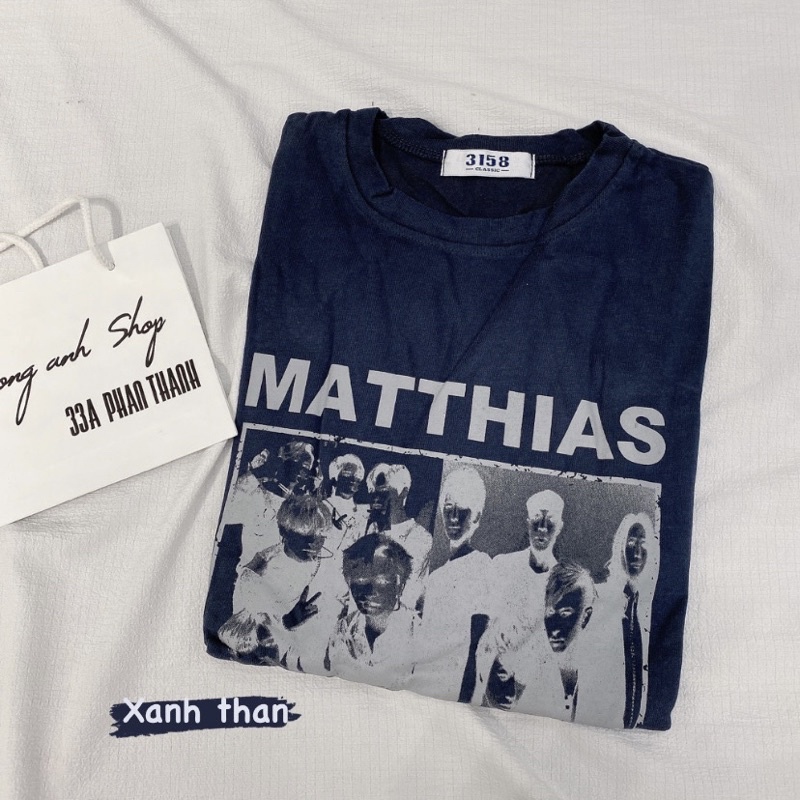 3158
CLASSIC
ong anh Shop
33A PHAN THANH
MATTHIAS
Xanh than